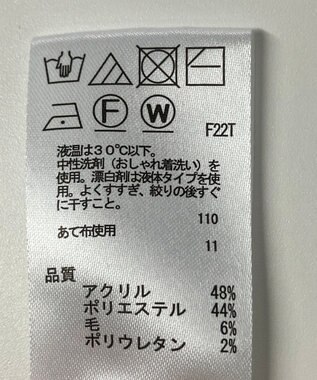 F W
F22T
液温は30℃以下。
中性洗剤（おしゃれ着洗い）を
使用。漂白剤は液体タイプを使
用。よくすすぎ、絞りの後すぐ
に干すこと。
110
あて布使用
11
品質
アクリル 48%
ポリエステル 44%
毛 6%
ポリウレタン 2%